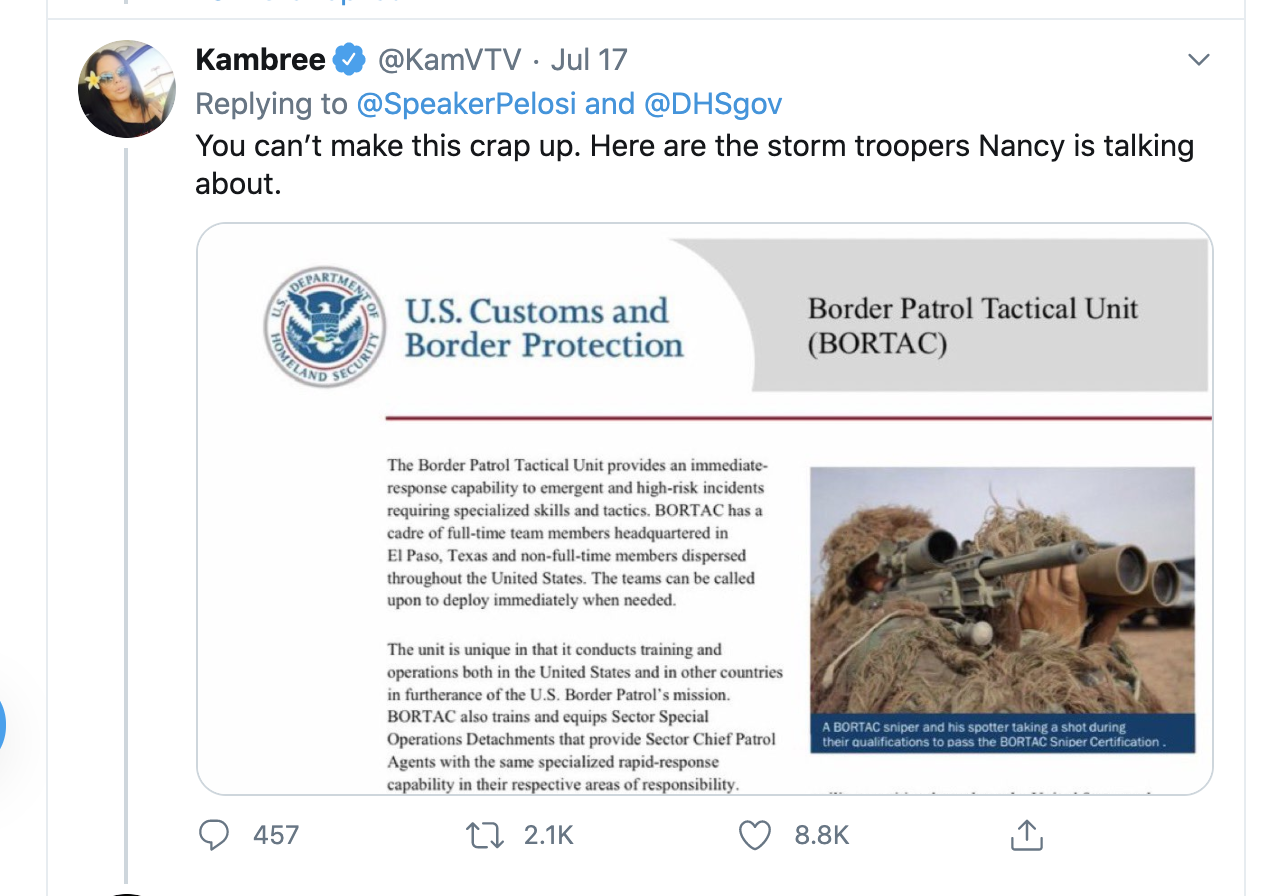 Kambree @KamVTV · Jul 17
Replying to @SpeakerPelosi and @DHSgov
You can’t make this crap up. Here are the storm troopers Nancy is talking
about.
U.S. DEPARTMENT OF
HOMELAND SECURITY
U.S. Customs and
Border Protection
Border Patrol Tactical Unit
(BORTAC)
The Border Patrol Tactical Unit provides an immediate-
response capability to emergent and high-risk incidents
requiring specialized skills and tactics. BORTAC has a
cadre of full-time team members headquartered in
El Paso, Texas and non-full-time members dispersed
throughout the United States. The teams can be called
upon to deploy immediately when needed.
The unit is unique in that it conducts training and
operations both in the United States and in other countries
in furtherance of the U.S. Border Patrol’s mission.
BORTAC also trains and equips Sector Special
Operations Detachments that provide Sector Chief Patrol
Agents with the same specialized rapid-response
capability in their respective areas of responsibility.
A BORTAC sniper and his spotter taking a shot during
their qualifications to pass the BORTAC Sniper Certification .
457 2.1K 8.8K